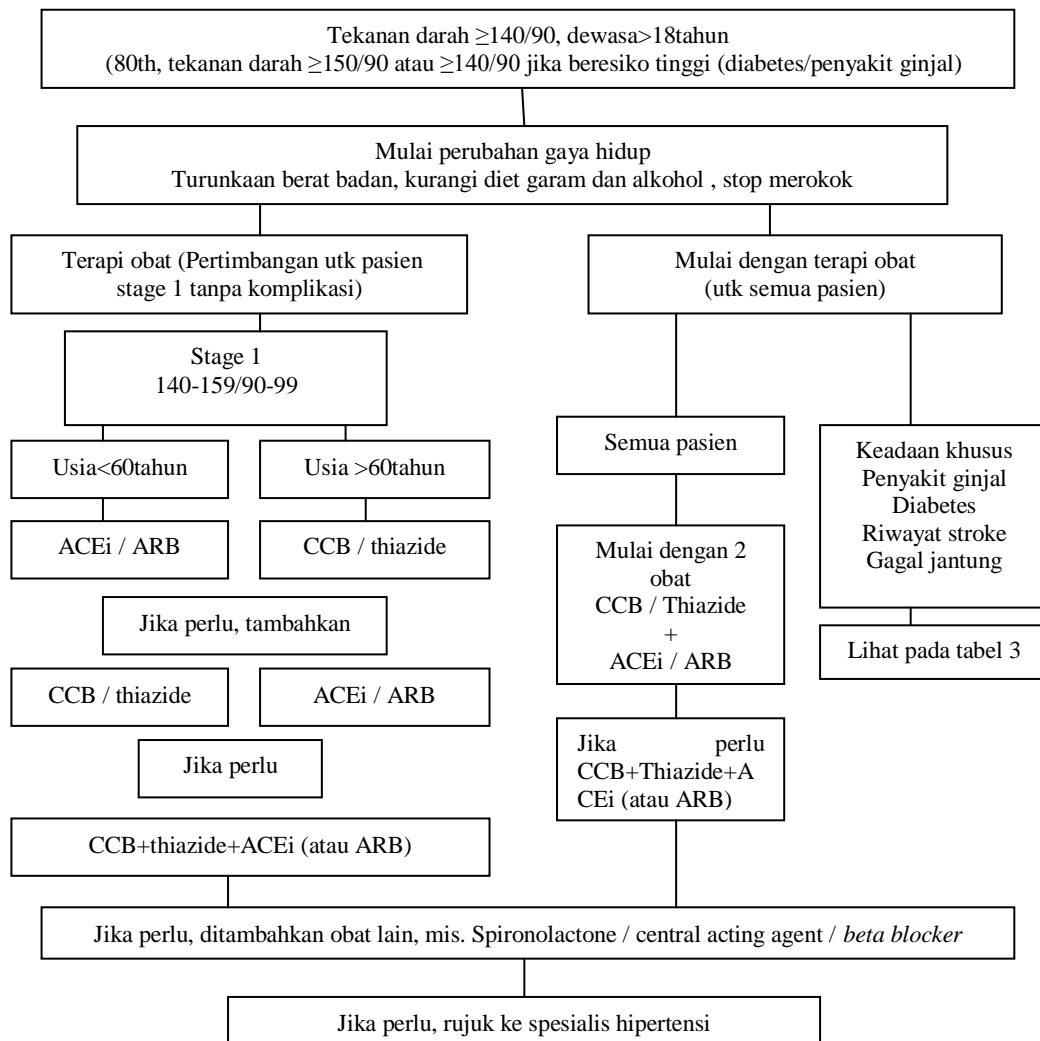 Tekanan darah ≥140/90, dewasa>18tahun
(80th, tekanan darah ≥150/90 atau ≥140/90 jika beresiko tinggi (diabetes/penyakit ginjal)
Mulai perubahan gaya hidup
Turunkaan berat badan, kurangi diet garam dan alkohol , stop merokok
Terapi obat (Pertimbangan utk pasien
stage 1 tanpa komplikasi)
Mulai dengan terapi obat
(utk semua pasien)
Stage 1
140-159/90-99
Usia<60tahun
Usia >60tahun
ACEi / ARB
CCB / thiazide
Jika perlu, tambahkan
CCB / thiazide
ACEi / ARB
Jika perlu
CCB+thiazide+ACEi (atau ARB)
Semua pasien
Mulai dengan 2
obat
CCB / Thiazide
+
ACEi / ARB
Jika perlu
CCB+Thiazide+A
CEi (atau ARB)
Keadaan khusus
Penyakit ginjal
Diabetes
Riwayat stroke
Gagal jantung
Lihat pada tabel 3
Jika perlu, ditambahkan obat lain, mis. Spironolactone / central acting agent / beta blocker
Jika perlu, rujuk ke spesialis hipertensi